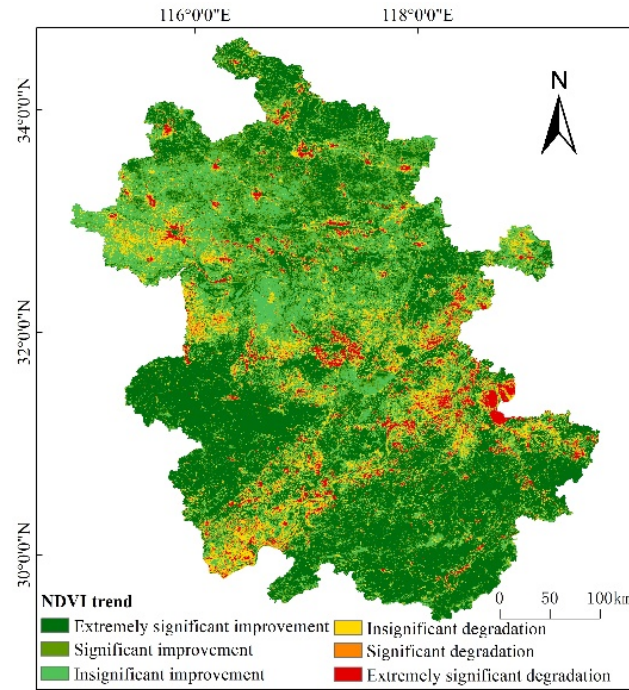 116°0'0"E 118°0'0"E
N
34°0'0"N
32°0'0"N
30°0'0"N
0 50 100km
NDVI trend
Extremely significant improvement Insignificant degradation
Significant improvement Significant degradation
Insignificant improvement Extremely significant degradation